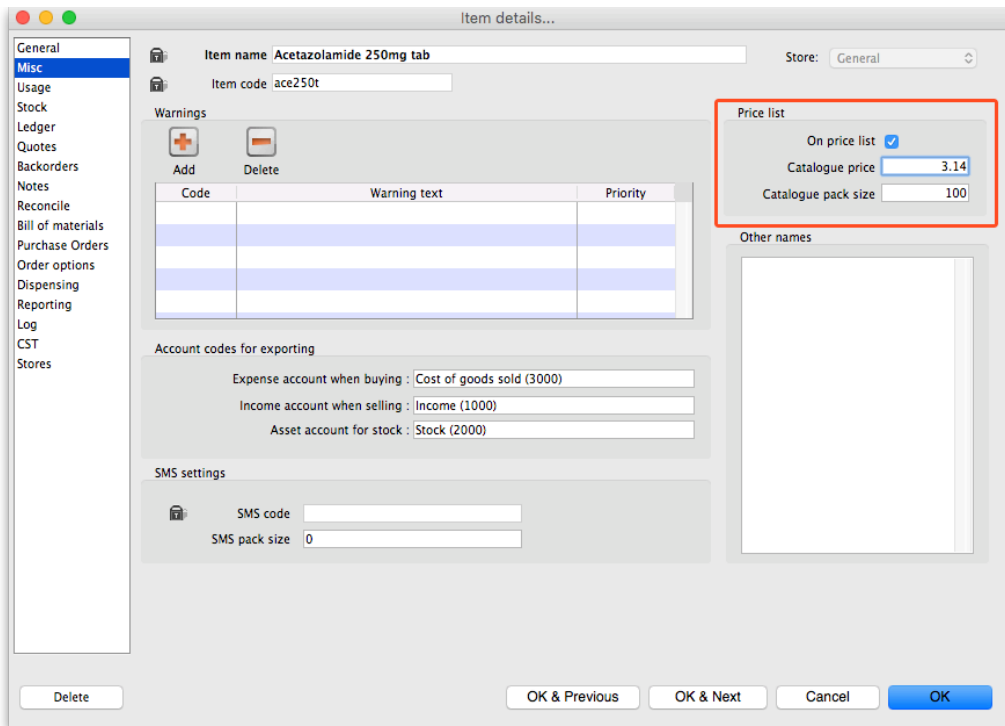 Item details...
General
Misc
Usage
Stock
Ledger
Quotes
Backorders
Notes
Reconcile
Bill of materials
Purchase Orders
Order options
Dispensing
Reporting
Log
CST
Stores
Item name Acetazolamide 250mg tab
Store: General
Item code ace250t
Warnings
Add Delete
Code Warning text Priority
Price list
On price list
Catalogue price 3.14
Catalogue pack size 100
Other names
Account codes for exporting
Expense account when buying : Cost of goods sold (3000)
Income account when selling : Income (1000)
Asset account for stock : Stock (2000)
SMS settings
SMS code
SMS pack size 0
Delete OK & Previous OK & Next Cancel OK